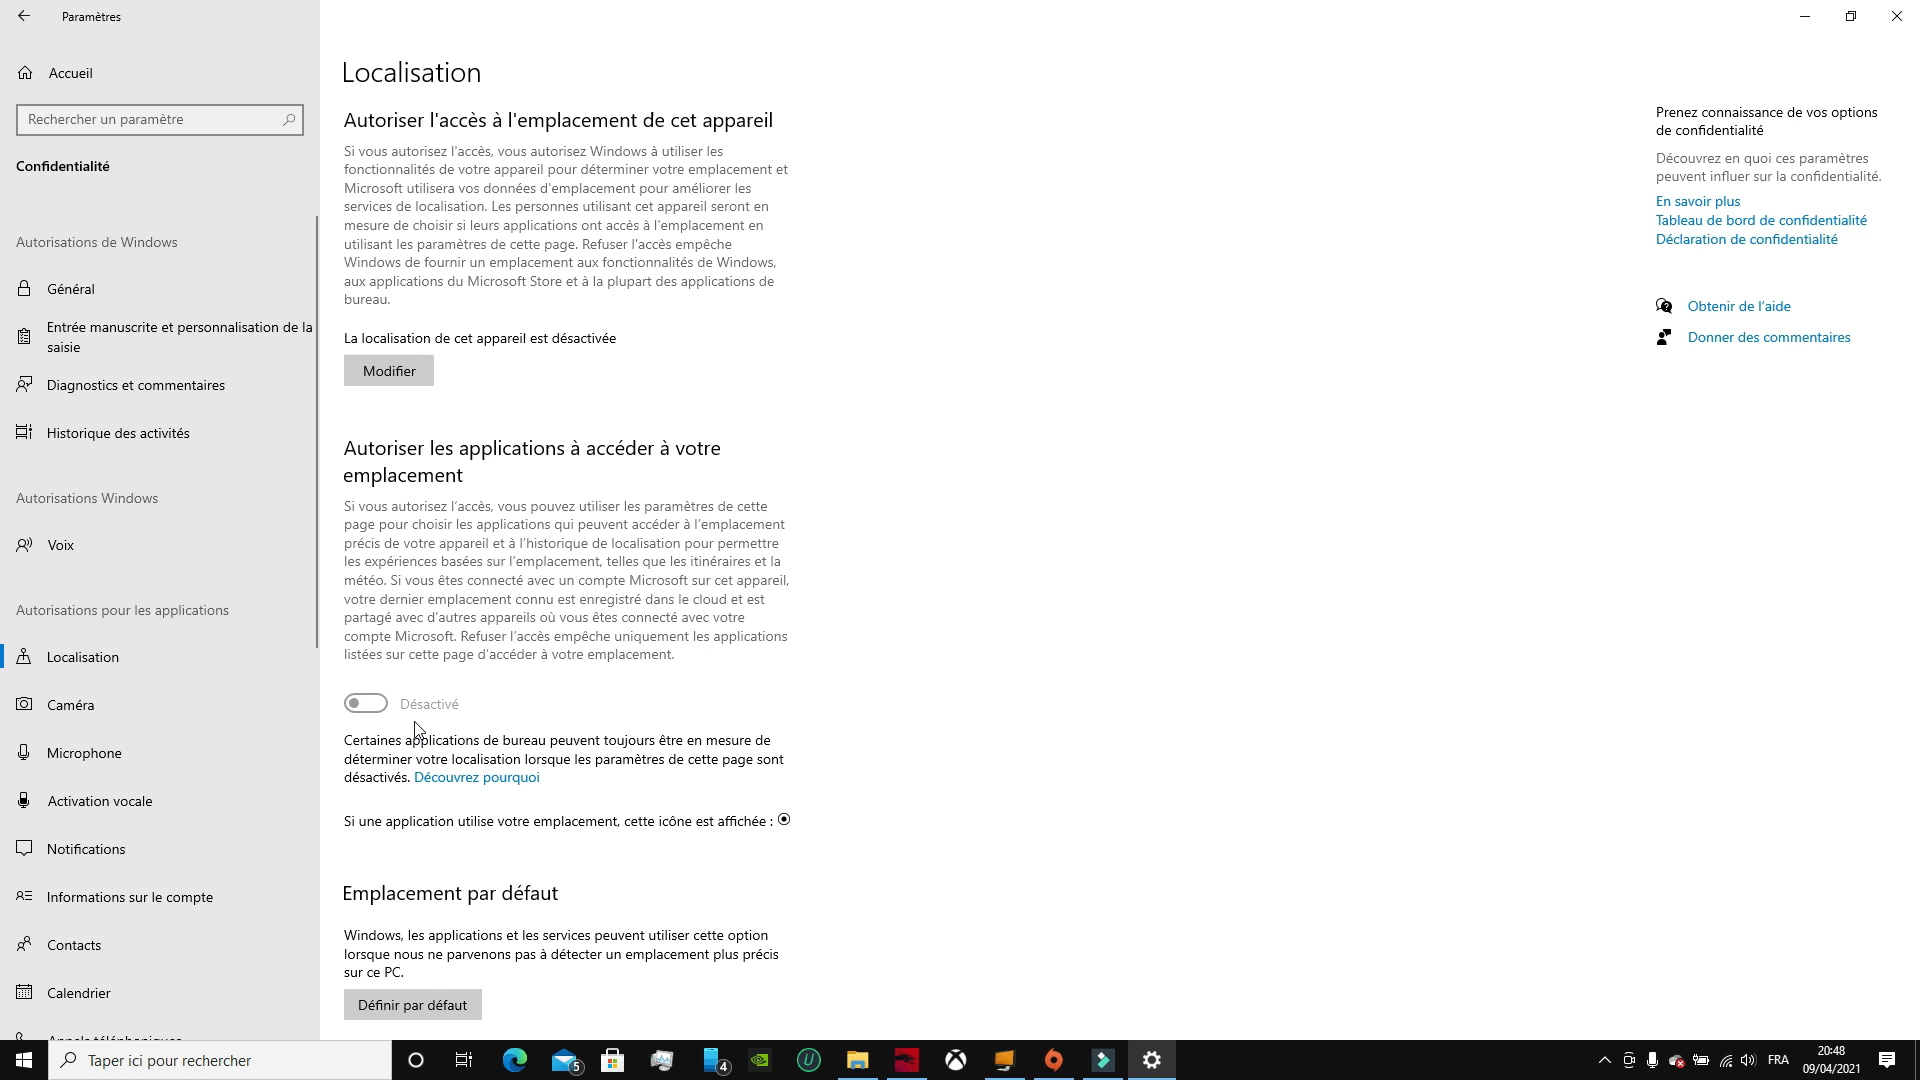 Paramètres
Accueil
Rechercher un paramètre
Confidentialité
Autorisations de Windows
Général
Entrée manuscrite et personnalisation de la
saisie
Diagnostics et commentaires
Historique des activités
Autorisations Windows
Voix
Autorisations pour les applications
Localisation
Caméra
Microphone
Activation vocale
Notifications
Informations sur le compte
Contacts
Calendrier
Appels téléphoniques
Localisation
Autoriser l'accès à l'emplacement de cet appareil
Si vous autorisez l'accès, vous autorisez Windows à utiliser les
fonctionnalités de votre appareil pour déterminer votre emplacement et
Microsoft utilisera vos données d'emplacement pour améliorer les
services de localisation. Les personnes utilisant cet appareil seront en
mesure de choisir si leurs applications ont accès à l'emplacement en
utilisant les paramètres de cette page. Refuser l'accès empêche
Windows de fournir un emplacement aux fonctionnalités de Windows,
aux applications du Microsoft Store et à la plupart des applications de
bureau.
La localisation de cet appareil est désactivée
Modifier
Autoriser les applications à accéder à votre
emplacement
Si vous autorisez l’accès, vous pouvez utiliser les paramètres de cette
page pour choisir les applications qui peuvent accéder à l’emplacement
précis de votre appareil et à l’historique de localisation pour permettre
les expériences basées sur l’emplacement, telles que les itinéraires et la
météo. Si vous êtes connecté avec un compte Microsoft sur cet appareil,
votre dernier emplacement connu est enregistré dans le cloud et est
partagé avec d’autres appareils où vous êtes connecté avec votre
compte Microsoft. Refuser l’accès empêche uniquement les applications
listées sur cette page d’accéder à votre emplacement.
Désactivé
Certaines applications de bureau peuvent toujours être en mesure de
déterminer votre localisation lorsque les paramètres de cette page sont
désactivés. Découvrez pourquoi
Si une application utilise votre emplacement, cette icône est affichée :
Emplacement par défaut
Windows, les applications et les services peuvent utiliser cette option
lorsque nous ne parvenons pas à détecter un emplacement plus précis
sur ce PC.
Définir par défaut
Prenez connaissance de vos options
de confidentialité
Découvrez en quoi ces paramètres
peuvent influer sur la confidentialité.
En savoir plus
Tableau de bord de confidentialité
Déclaration de confidentialité
Obtenir de l’aide
Donner des commentaires
Taper ici pour rechercher
5
4
U
FRA
20:48
09/04/2021